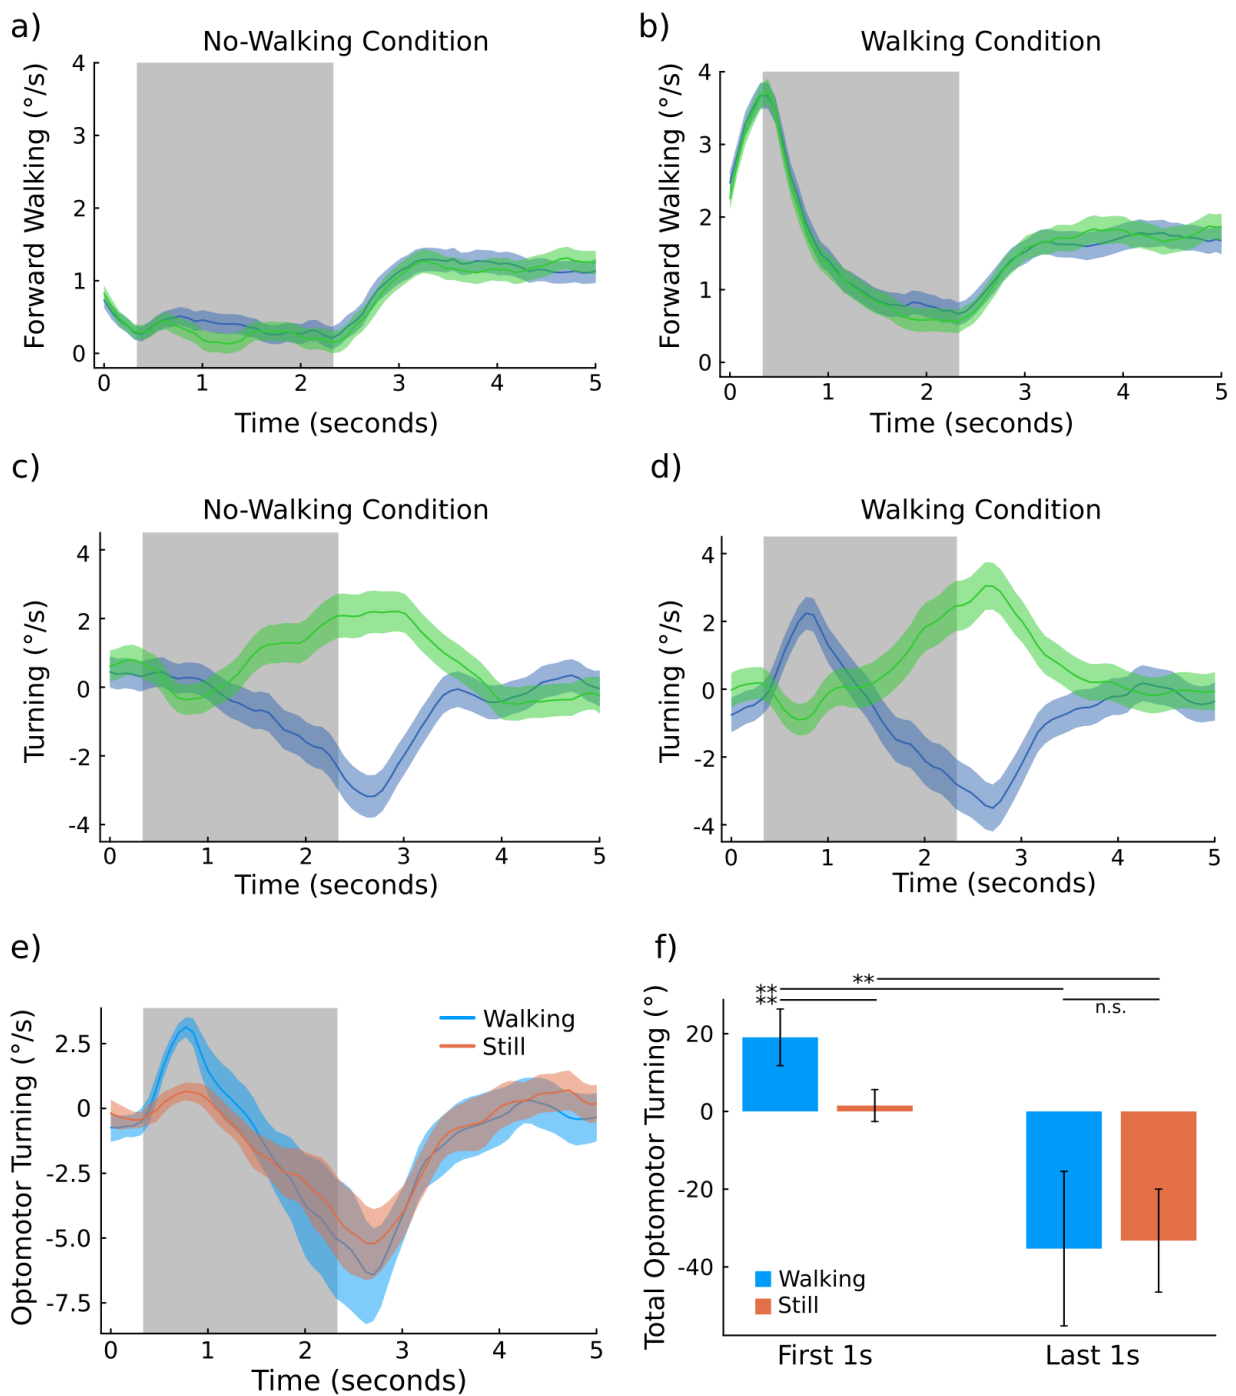 a)
No-Walking Condition
Forward Walking (°/s)
4
3
2
1
0
0 1 2 3 4 5
Time (seconds)
b)
Walking Condition
Forward Walking (°/s)
4
3
2
1
0
0 1 2 3 4 5
Time (seconds)
c)
No-Walking Condition
Turning (°/s)
4
2
0
-2
-4
0 1 2 3 4 5
Time (seconds)
d)
Walking Condition
Turning (°/s)
4
2
0
-2
-4
0 1 2 3 4 5
Time (seconds)
e)
Optomotor Turning (°/s)
Walking
Still
2.5
0
-2.5
-5.0
-7.5
0 1 2 3 4 5
Time (seconds)
f)
Total Optomotor Turning (°)
**
**
**
n.s.
20
0
-20
-40
Walking
Still
First 1s Last 1s